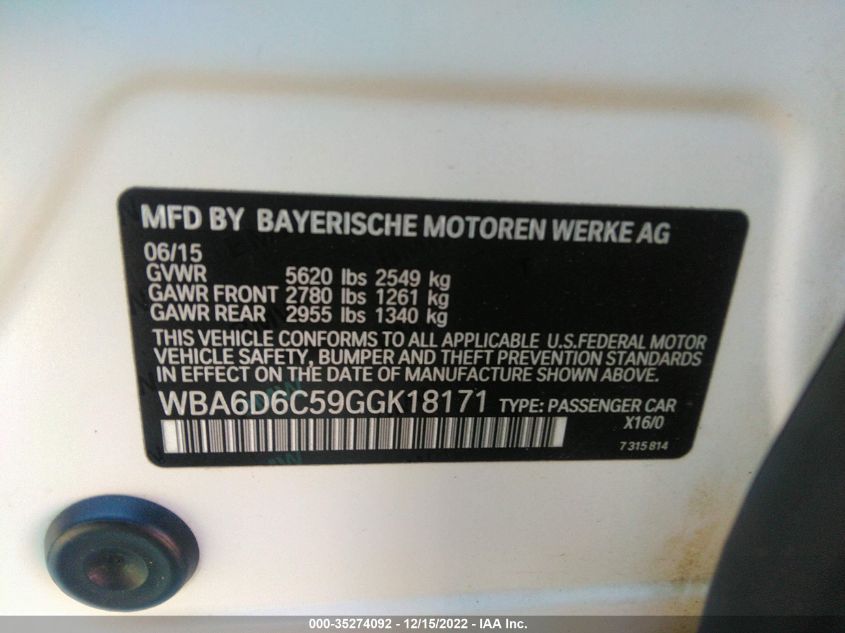 MFD BY BAYERISCHE MOTOREN WERKE AG
06/15
GVWR 5620 lbs 2549 kg
GAWR FRONT 2780 lbs 1261 kg
GAWR REAR 2955 lbs 1340 kg
THIS VEHICLE CONFORMS TO ALL APPLICABLE U.S.FEDERAL MOTOR
VEHICLE SAFETY, BUMPER AND THEFT PREVENTION STANDARDS
IN EFFECT ON THE DATE OF MANUFACTURE SHOWN ABOVE.
WBA6D6C59GGK18171 TYPE: PASSENGER CAR
X16/0
7 315 814
000-35274092 - 12/15/2022 - IAA Inc.